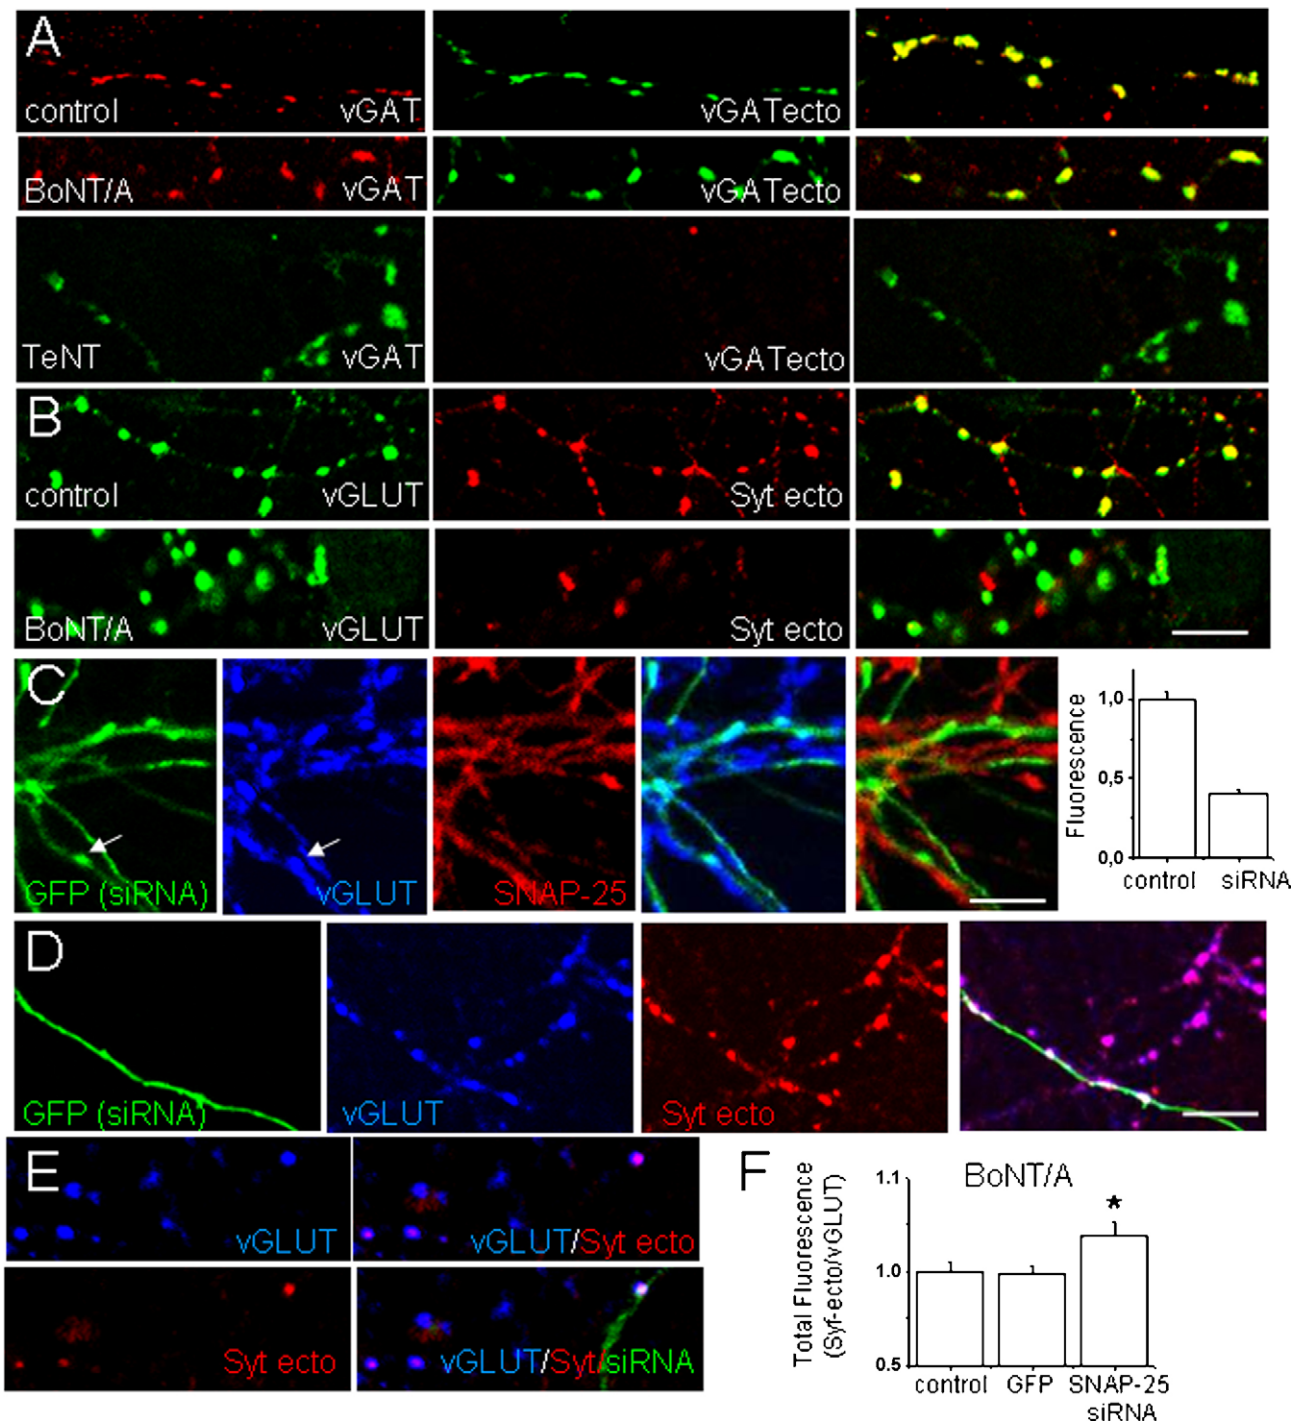 A
control vGAT vGATecto
BoNT/A vGAT vGATecto
TeNT vGAT vGATecto
B
control vGLUT Syt ecto
BoNT/A vGLUT Syt ecto
C
GFP (siRNA) vGLUT SNAP-25
Fluorescence
1,0
0,5
0,0
control siRNA
D
GFP (siRNA) vGLUT Syt ecto
E
vGLUT vGLUT/Syt ecto
Syt ecto vGLUT/Syt/siRNA
F
BoNT/A
Total Fluorescence
(Syf-ecto/vGLUT)
1.1
1.0
0.5
*
control GFP SNAP-25
siRNA